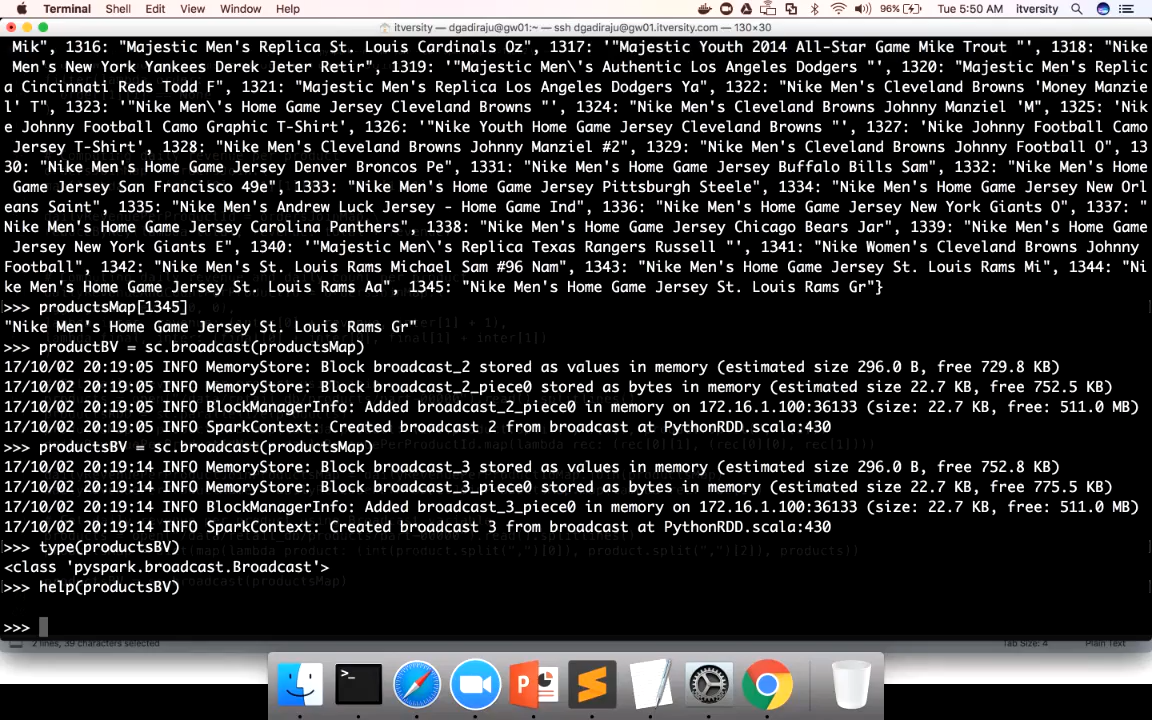 Terminal Shell Edit View Window Help 96% Tue 5:50 AM itversity
itversity — dgadiraju@gw01:~ — ssh dgadiraju@gw01.itversity.com — 130×30
Mik", 1316: "Majestic Men's Replica St. Louis Cardinals Oz", 1317: '"Majestic Youth 2014 All-Star Game Mike Trout "', 1318: "Nike
Men's New York Yankees Derek Jeter Retir", 1319: '"Majestic Men\'s Authentic Los Angeles Dodgers "', 1320: "Majestic Men's Replic
a Cincinnati Reds Todd F", 1321: "Majestic Men's Replica Los Angeles Dodgers Ya", 1322: "Nike Men's Cleveland Browns 'Money Manzie
l' T", 1323: '"Nike Men\'s Home Game Jersey Cleveland Browns "', 1324: "Nike Men's Cleveland Browns Johnny Manziel 'M", 1325: 'Nik
e Johnny Football Camo Graphic T-Shirt', 1326: '"Nike Youth Home Game Jersey Cleveland Browns "', 1327: 'Nike Johnny Football Camo
Jersey T-Shirt', 1328: "Nike Men's Cleveland Browns Johnny Manziel #2", 1329: "Nike Men's Cleveland Browns Johnny Football O", 13
30: "Nike Men's Home Game Jersey Denver Broncos Pe", 1331: "Nike Men's Home Game Jersey Buffalo Bills Sam", 1332: "Nike Men's Home
Game Jersey San Francisco 49e", 1333: "Nike Men's Home Game Jersey Pittsburgh Steele", 1334: "Nike Men's Home Game Jersey New Orl
eans Saint", 1335: "Nike Men's Andrew Luck Jersey - Home Game Ind", 1336: "Nike Men's Home Game Jersey New York Giants O", 1337: "
Nike Men's Home Game Jersey Carolina Panthers", 1338: "Nike Men's Home Game Jersey Chicago Bears Jar", 1339: "Nike Men's Home Game
Jersey New York Giants E", 1340: '"Majestic Men\'s Replica Texas Rangers Russell "', 1341: "Nike Women's Cleveland Browns Johnny
Football", 1342: "Nike Men's St. Louis Rams Michael Sam #96 Nam", 1343: "Nike Men's Home Game Jersey St. Louis Rams Mi", 1344: "Ni
ke Men's Home Game Jersey St. Louis Rams Aa", 1345: "Nike Men's Home Game Jersey St. Louis Rams Gr"}
>>> productsMap[1345]
"Nike Men's Home Game Jersey St. Louis Rams Gr"
>>> productBV = sc.broadcast(productsMap)
17/10/02 20:19:05 INFO MemoryStore: Block broadcast_2 stored as values in memory (estimated size 296.0 B, free 729.8 KB)
17/10/02 20:19:05 INFO MemoryStore: Block broadcast_2_piece0 stored as bytes in memory (estimated size 22.7 KB, free 752.5 KB)
17/10/02 20:19:05 INFO BlockManagerInfo: Added broadcast_2_piece0 in memory on 172.16.1.100:36133 (size: 22.7 KB, free: 511.0 MB)
17/10/02 20:19:05 INFO SparkContext: Created broadcast 2 from broadcast at PythonRDD.scala:430
>>> productsBV = sc.broadcast(productsMap)
17/10/02 20:19:14 INFO MemoryStore: Block broadcast_3 stored as values in memory (estimated size 296.0 B, free 752.8 KB)
17/10/02 20:19:14 INFO MemoryStore: Block broadcast_3_piece0 stored as bytes in memory (estimated size 22.7 KB, free 775.5 KB)
17/10/02 20:19:14 INFO BlockManagerInfo: Added broadcast_3_piece0 in memory on 172.16.1.100:36133 (size: 22.7 KB, free: 511.0 MB)
17/10/02 20:19:14 INFO SparkContext: Created broadcast 3 from broadcast at PythonRDD.scala:430
>>> type(productsBV)
<class 'pyspark.broadcast.Broadcast'>
>>> help(productsBV)
>>>
2 lines, 39 characters selected Tab Size: 4 Plain Text